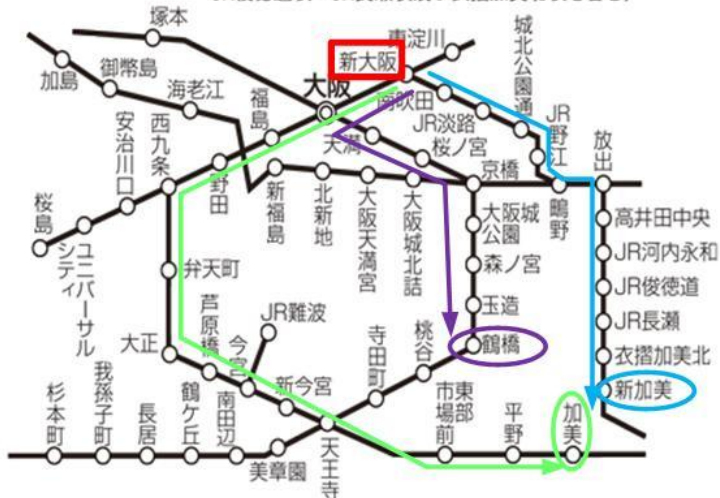 塚本
東淀川
新大阪
加島
御幣島
海老江
大阪
福島
南吹田
城北公園通
JR淡路
JR野江
放出
天満
桜ノ宮
京橋
鴫野
安治川口
西九条
野田
新福島
北新地
大阪天満宮
大阪城北詰
桜島
ユニバーサル
シティ
大阪城
公園
森ノ宮
玉造
鶴橋
高井田中央
JR河内永和
JR俊徳道
JR長瀬
衣摺加美北
新加美
弁天町
大正
芦原橋
今宮
JR難波
新今宮
寺田町
桃谷
杉本町
我孫子町
長居
鶴ケ丘
南田辺
美章園
天王寺
東部
市場前
平野
加美